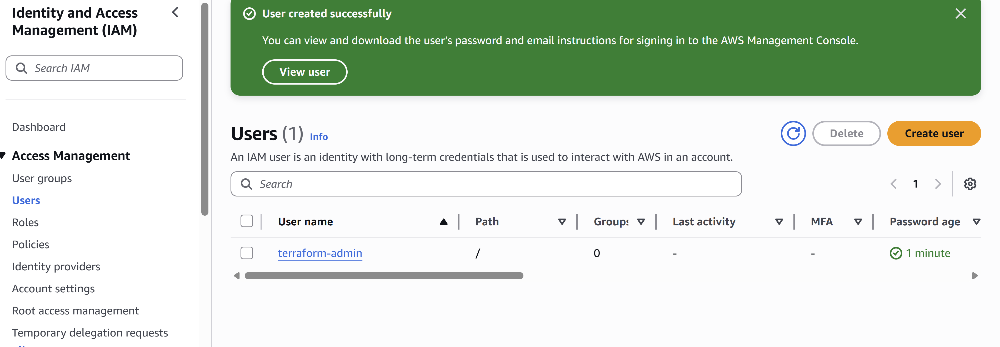 Identity and Access
Management (IAM)
Search IAM
Dashboard
Access Management
User groups
Users
Roles
Policies
Identity providers
Account settings
Root access management
Temporary delegation requests
User created successfully
You can view and download the user's password and email instructions for signing in to the AWS Management Console.
View user
Users (1) Info
Delete
Create user
An IAM user is an identity with long-term credentials that is used to interact with AWS in an account.
Search
1
User name Path Groups Last activity MFA Password age
terraform-admin / 0 - - 1 minute